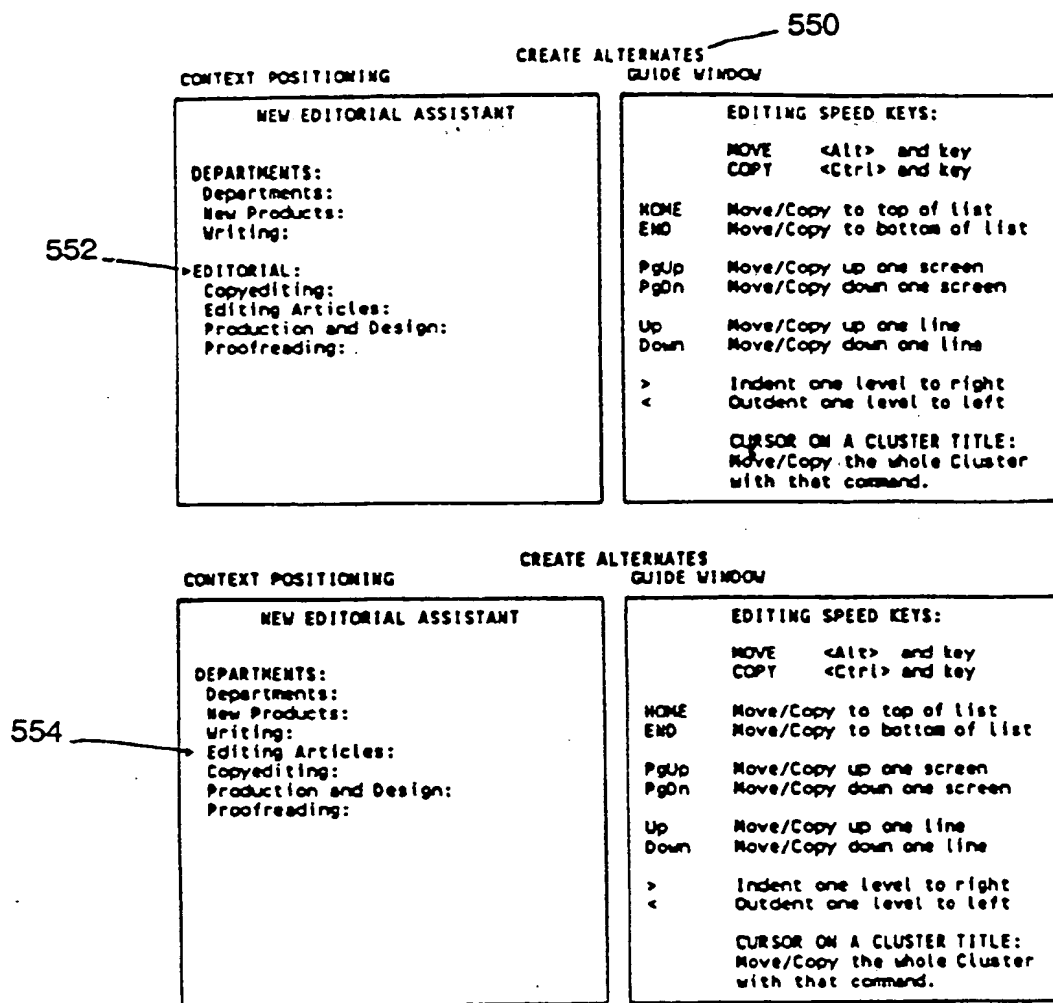 550
CREATE ALTERNATES
CONTEXT POSITIONING GUIDE WINDOW
NEW EDITORIAL ASSISTANT
DEPARTMENTS:
Departments:
New Products:
Writing:
552
EDITORIAL:
Copyediting:
Editing Articles:
Production and Design:
Proofreading:
EDITING SPEED KEYS:
MOVE <Alt> and key
COPY <Ctrl> and key
HOME Move/Copy to top of list
END Move/Copy to bottom of list
PgUp Move/Copy up one screen
PgDn Move/Copy down one screen
Up Move/Copy up one line
Down Move/Copy down one line
> Indent one level to right
< Outdent one level to left
CURSOR ON A CLUSTER TITLE:
Move/Copy the whole Cluster
with that command.
CREATE ALTERNATES
CONTEXT POSITIONING GUIDE WINDOW
NEW EDITORIAL ASSISTANT
DEPARTMENTS:
Departments:
New Products:
Writing:
554
Editing Articles:
Copyediting:
Production and Design:
Proofreading:
EDITING SPEED KEYS:
MOVE <Alt> and key
COPY <Ctrl> and key
HOME Move/Copy to top of list
END Move/Copy to bottom of list
PgUp Move/Copy up one screen
PgDn Move/Copy down one screen
Up Move/Copy up one line
Down Move/Copy down one line
> Indent one level to right
< Outdent one level to left
CURSOR ON A CLUSTER TITLE:
Move/Copy the whole Cluster
with that command.